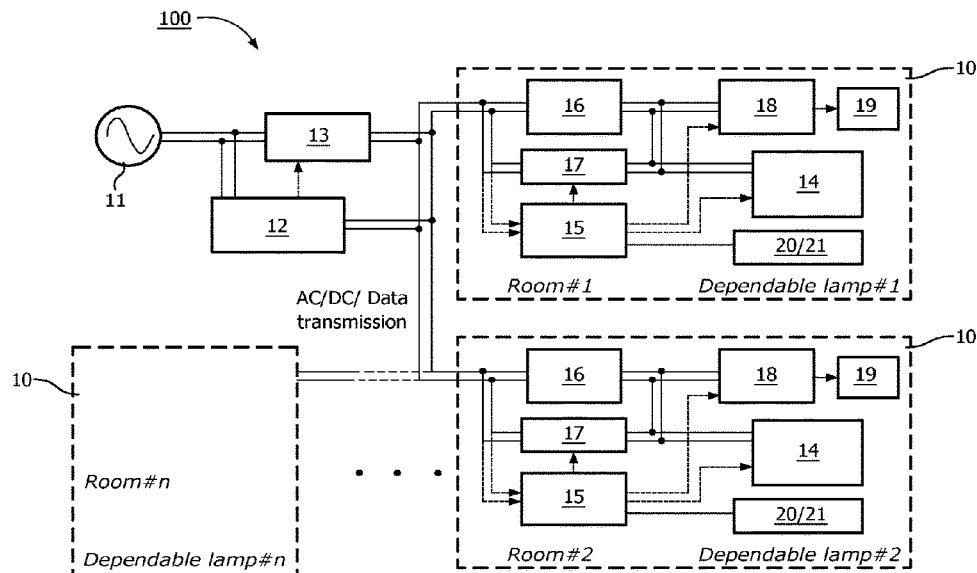 100
11
13
12
AC/DC/ Data
transmission
10
16
18
19
17
14
15
20/21
Room#1
Dependable lamp#1
10
16
18
19
17
14
15
20/21
Room#2
Dependable lamp#2
10
Room#n
Dependable lamp#n